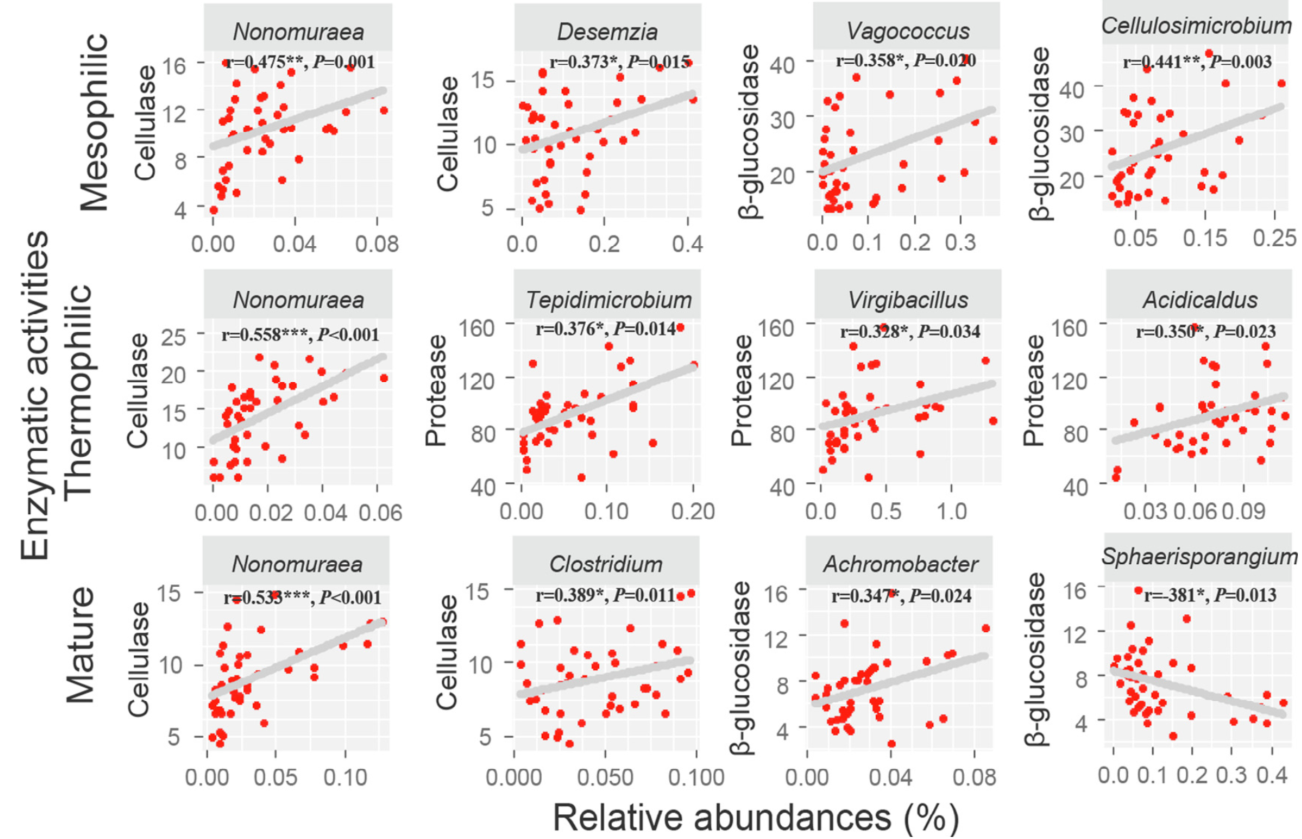 Enzymatic activities
Mesophilic
Nonomuraea
r=0.475**, P=0.001
Cellulase
16
12
8
4
0.00 0.04 0.08
Desemzia
r=0.373*, P=0.015
Cellulase
15
10
5
0.0 0.2 0.4
Vagococcus
r=0.358*, P=0.020
β-glucosidase
40
30
20
0.0 0.1 0.2 0.3
Cellulosimicrobium
r=0.441**, P=0.003
β-glucosidase
40
30
20
0.05 0.15 0.25
Thermophilic
Nonomuraea
r=0.558***, P<0.001
Cellulase
25
20
15
10
0.00 0.02 0.04 0.06
Tepidimicrobium
r=0.376*, P=0.014
Protease
160
120
80
40
0.00 0.10 0.20
Virgibacillus
r=0.328*, P=0.034
Protease
160
120
80
40
0.0 0.5 1.0
Acidicaldus
r=0.350*, P=0.023
Protease
160
120
80
40
0.03 0.06 0.09
Mature
Nonomuraea
r=0.533***, P<0.001
Cellulase
15
10
5
0.00 0.05 0.10
Clostridium
r=0.389*, P=0.011
Cellulase
15
10
5
0.000 0.025 0.050 0.075 0.100
Achromobacter
r=0.347*, P=0.024
β-glucosidase
16
12
8
4
0.00 0.04 0.08
Sphaerisporangium
r=-381*, P=0.013
β-glucosidase
16
12
8
4
0.0 0.1 0.2 0.3 0.4
Relative abundances (%)